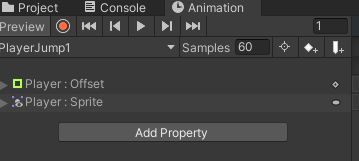 Project Console Animation
Preview 1
PlayerJump1 Samples 60
Player : Offset
Player : Sprite
Add Property